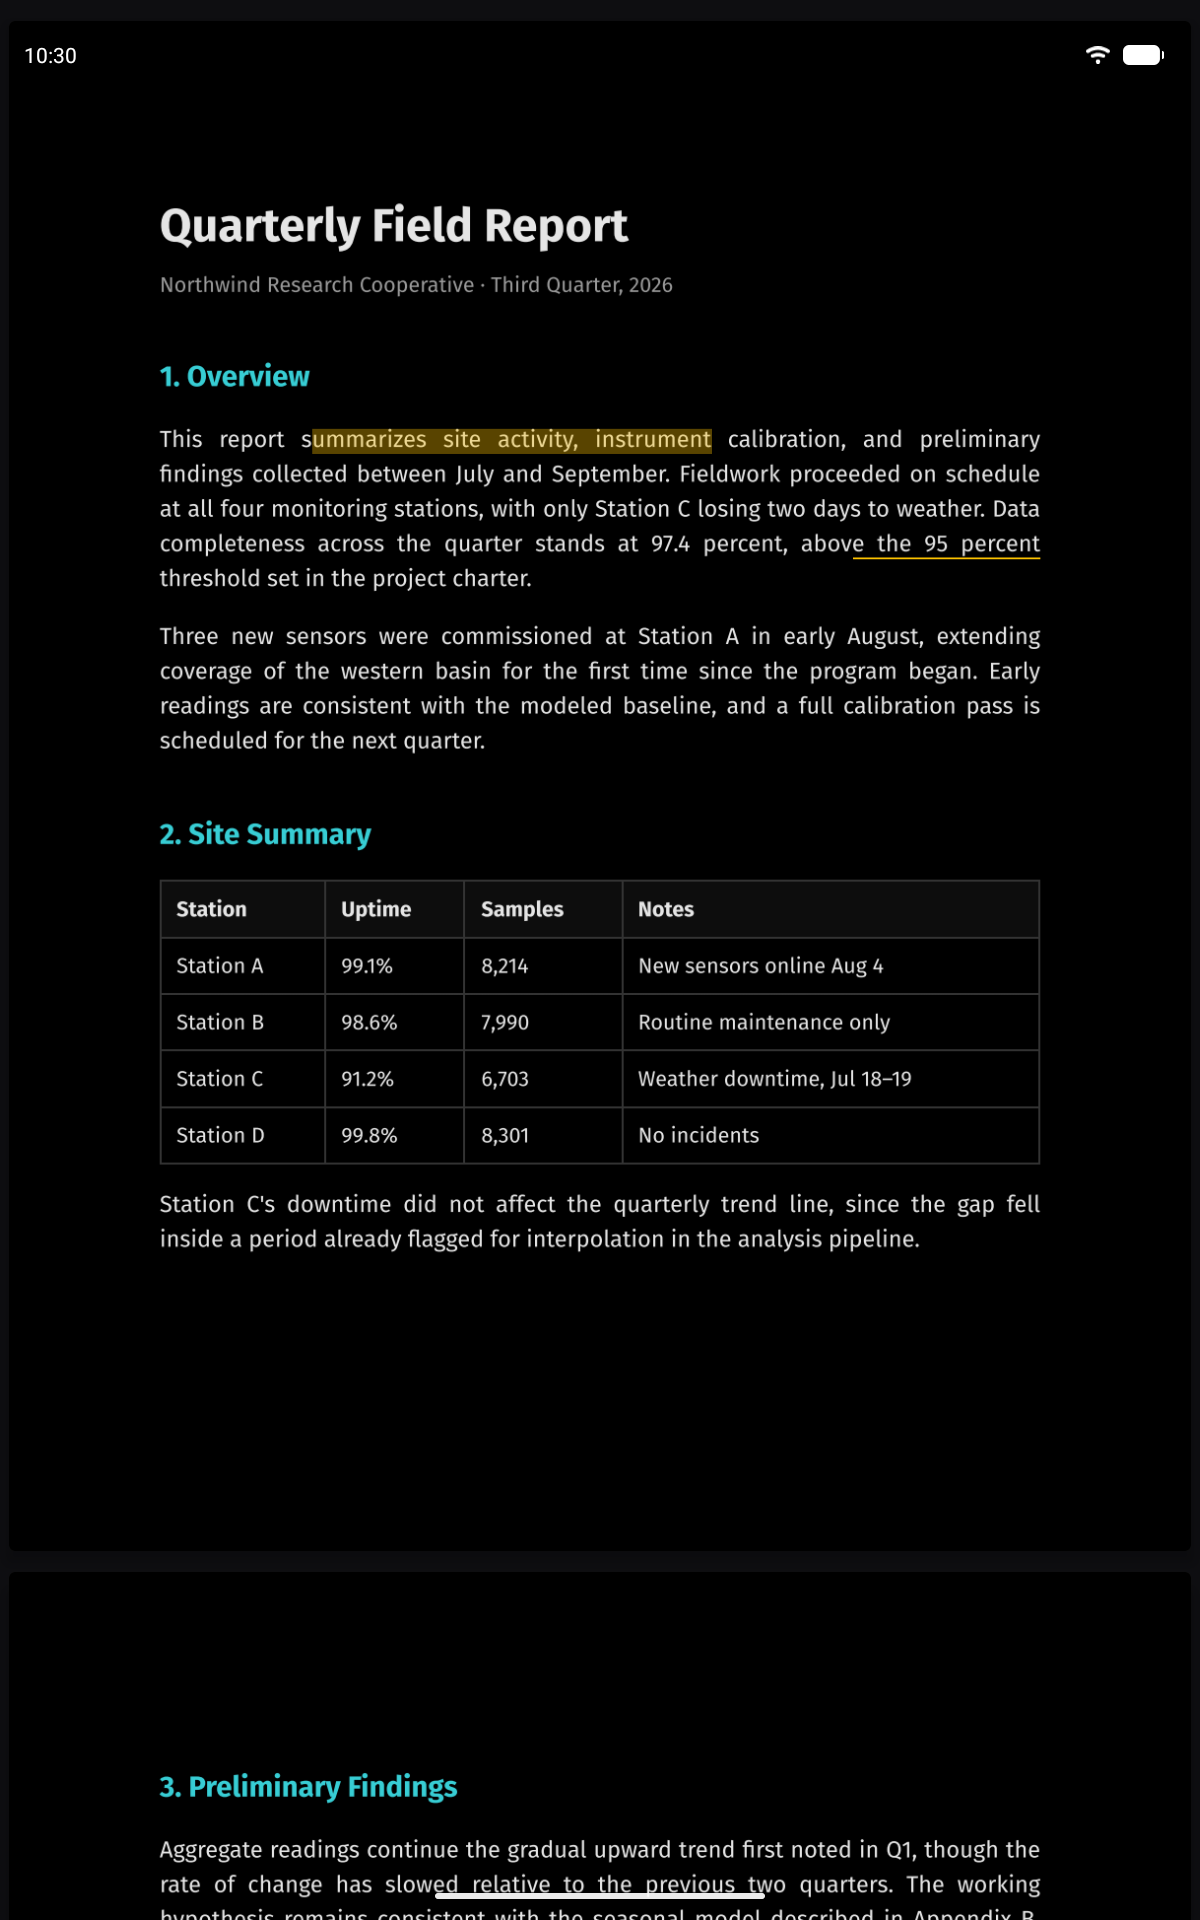 10:30
Quarterly Field Report
Northwind Research Cooperative · Third Quarter, 2026
1. Overview
This report summarizes site activity, instrument calibration, and preliminary
findings collected between July and September. Fieldwork proceeded on schedule
at all four monitoring stations, with only Station C losing two days to weather. Data
completeness across the quarter stands at 97.4 percent, above the 95 percent
threshold set in the project charter.
Three new sensors were commissioned at Station A in early August, extending
coverage of the western basin for the first time since the program began. Early
readings are consistent with the modeled baseline, and a full calibration pass is
scheduled for the next quarter.
2. Site Summary
Station Uptime Samples Notes
Station A 99.1% 8,214 New sensors online Aug 4
Station B 98.6% 7,990 Routine maintenance only
Station C 91.2% 6,703 Weather downtime, Jul 18–19
Station D 99.8% 8,301 No incidents
Station C's downtime did not affect the quarterly trend line, since the gap fell
inside a period already flagged for interpolation in the analysis pipeline.
3. Preliminary Findings
Aggregate readings continue the gradual upward trend first noted in Q1, though the
rate of change has slowed relative to the previous two quarters. The working
hypothesis remains consistent with the seasonal model described in Appendix B.